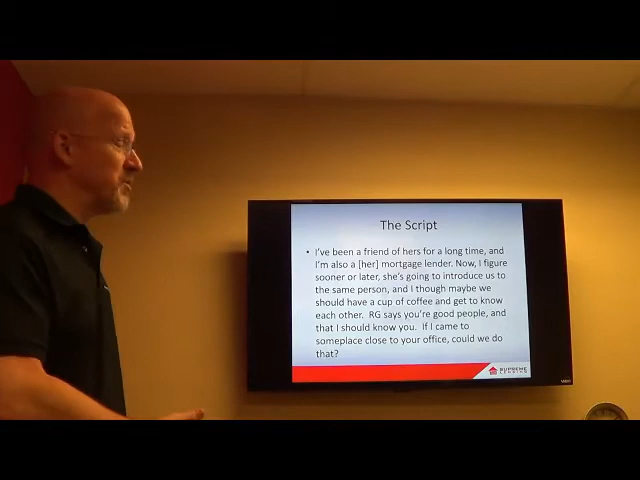 The Script
• I've been a friend of hers for a long time, and
I'm also a [her] mortgage lender. Now, I figure
sooner or later, she's going to introduce us to
the same person, and I though maybe we
should have a cup of coffee and get to know
each other.  RG says you're good people, and
that I should know you.  If I came to
someplace close to your office, could we do
that?
SUPREME
LENDING